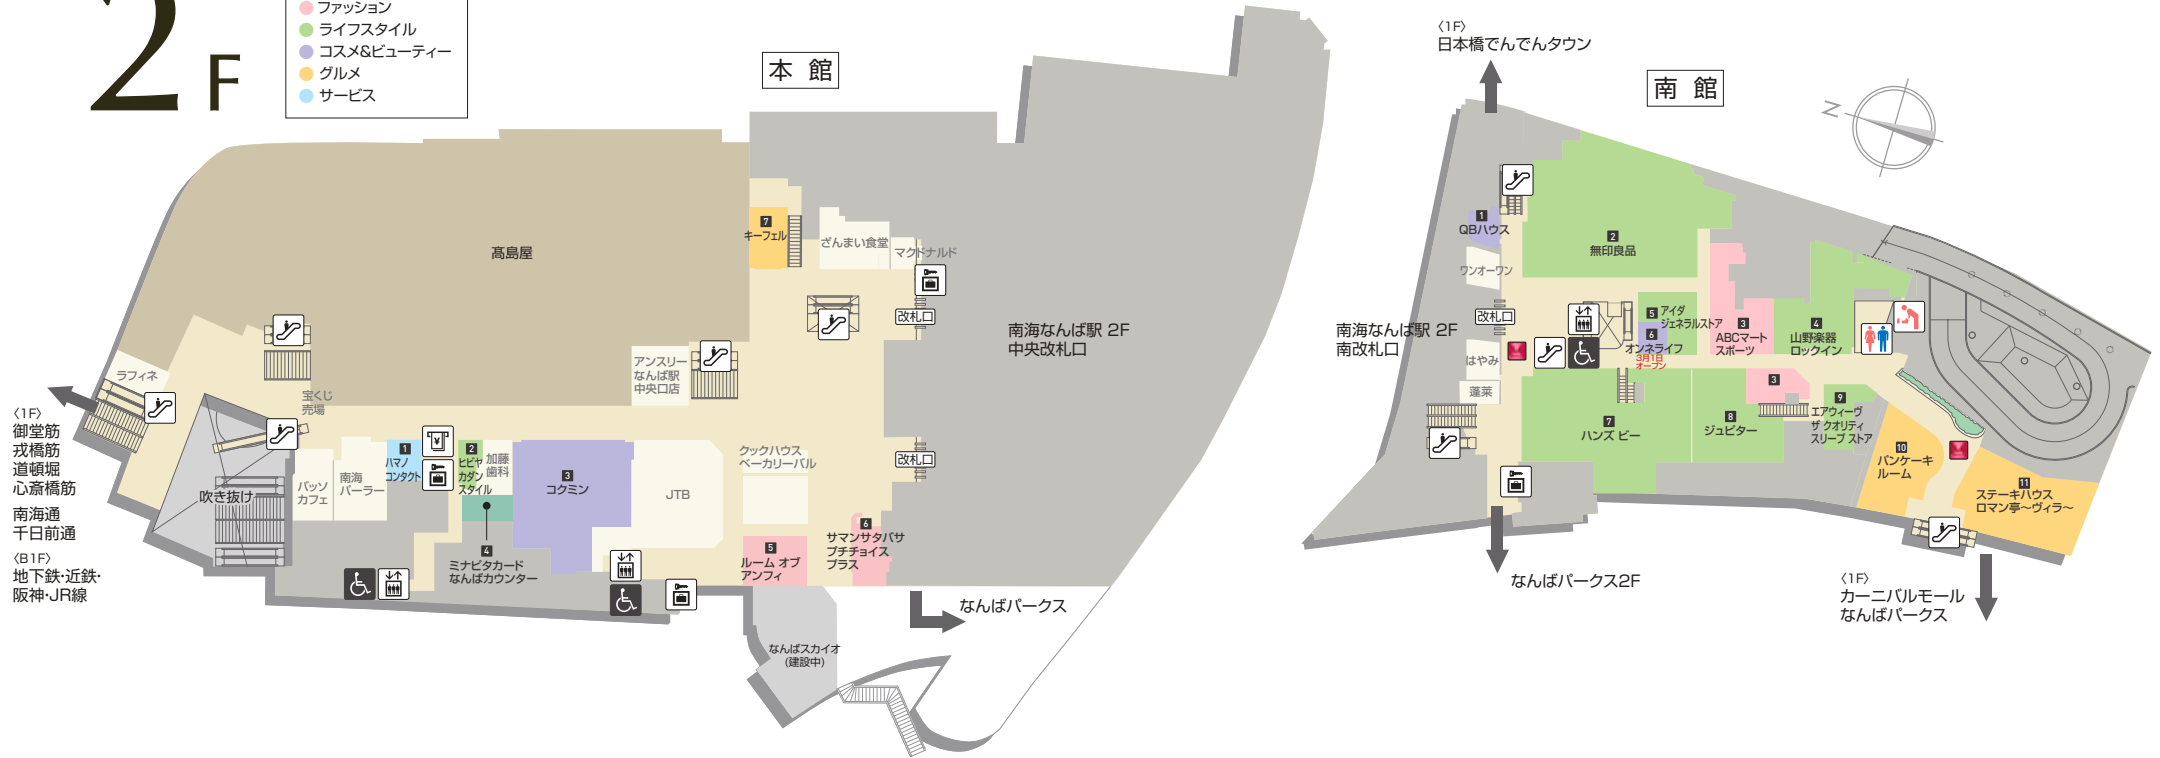 2F
ファッション
ライフスタイル
コスメ&ビューティー
グルメ
サービス
本 館
髙島屋
7
キーフェル
ざんまい食堂
マクドナルド
改札口
南海なんば駅 2F
中央改札口
アンスリー
なんば駅
中央口店
ラフィネ
宝くじ
売場
〈1F〉
御堂筋
戎橋筋
道頓堀
心斎橋筋
南海通
千日前通
〈B1F〉
地下鉄・近鉄・
阪神・JR線
吹き抜け
パッソ
カフェ
南海
パーラー
1
ハマノ
コンタクト
¥
2
ヒビヤ
カダン
スタイル
加藤
歯科
3
コクミン
JTB
クックハウス
ベーカリーバル
改札口
4
ミナピタカード
なんばカウンター
5
ルーム オブ
アンフィ
6
サマンサタバサ
プチチョイス
プラス
なんばパークス
なんばスカイオ
(建設中)
南 館
〈1F〉
日本橋でんでんタウン
N
1
QBハウス
ワンオーワン
2
無印良品
改札口
南海なんば駅 2F
南改札口
はやみ
蓬莱
5 アイダ
ジェネラルストア
6
オンネライフ
3月1日
オープン
3
ABCマート
スポーツ
4
山野楽器
ロックイン
3
7
ハンズ ビー
8
ジュピター
9
エアウィーヴ
ザ クオリティ
スリープ ストア
10
パンケーキ
ルーム
11
ステーキハウス
ロマン亭～ヴィラ～
なんばパークス2F
〈1F〉
カーニバルモール
なんばパークス